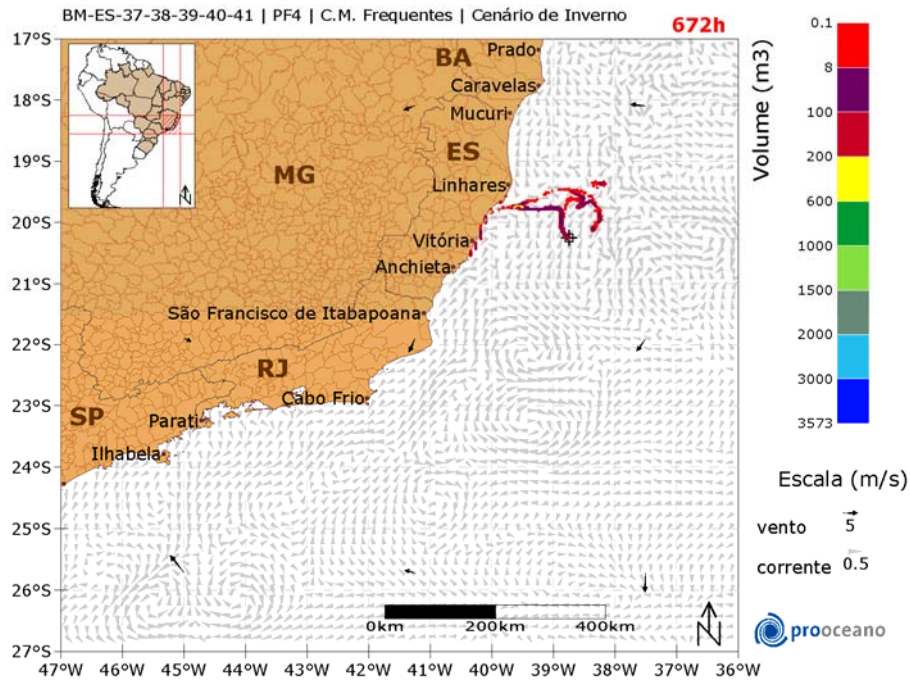 BM-ES-37-38-39-40-41 | PF4 | C.M. Frequentes | Cenário de Inverno
672h
17°S
18°S
19°S
20°S
21°S
22°S
23°S
24°S
25°S
26°S
27°S
BA
Prado
Caravelas
Mucuri
ES
MG
Linhares
Vitória
Anchieta
São Francisco de Itabapoana
RJ
Cabo Frio
SP
Parati
Ilhabela
N
0km 200km 400km
N
47°W 46°W 45°W 44°W 43°W 42°W 41°W 40°W 39°W 38°W 37°W 36°W
Volume (m3)
0.1
8
100
200
600
1000
1500
2000
3000
3573
Escala (m/s)
vento 5
corrente 0.5
prooceano